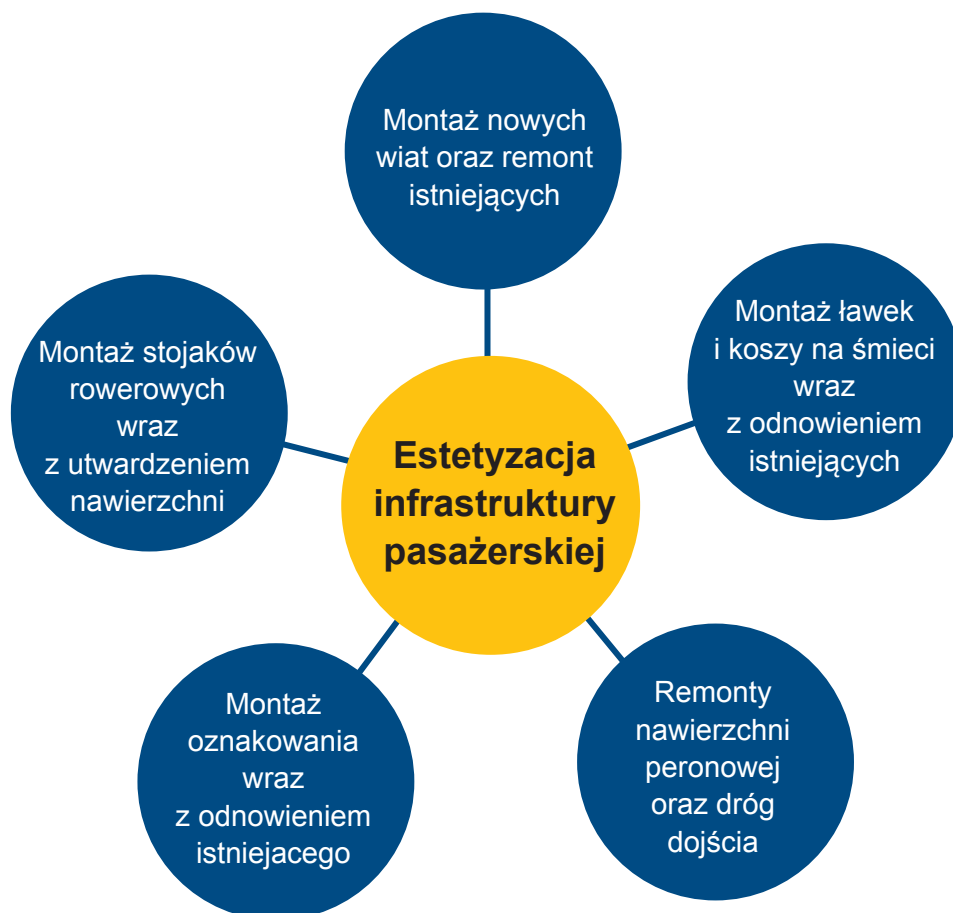 Montaż nowych
wiat oraz remont
istniejących
Montaż ławek
i koszy na śmieci
wraz
z odnowieniem
istniejących
Montaż stojaków
rowerowych
wraz
z utwardzeniem
nawierzchni
Estetyzacja
infrastruktury
pasażerskiej
Montaż
oznakowania
wraz
z odnowieniem
istniejacego
Remonty
nawierzchni
peronowej
oraz dróg
dojścia